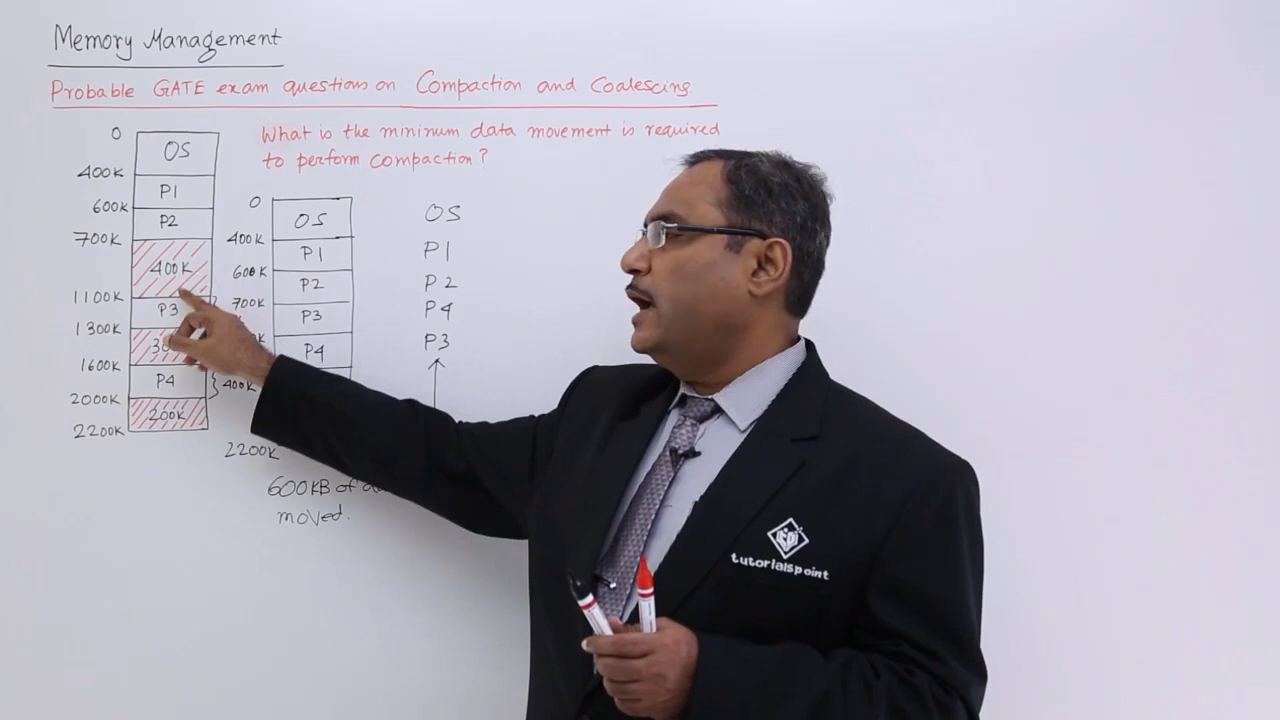 Memory Management
Probable GATE exam questions on Compaction and Coalescing
What is the minimum data movement is required
to perform compaction?
0
OS
400K
P1
600K
P2
700K
400K
1100K
P3
1300K
1600K
P4
400K
2000K
200K
2200K
0
OS
400K
P1
600K
P2
700K
P3
P4
2200K
600KB of
moved.
OS
P1
P2
P4
P3
tutorialspoint